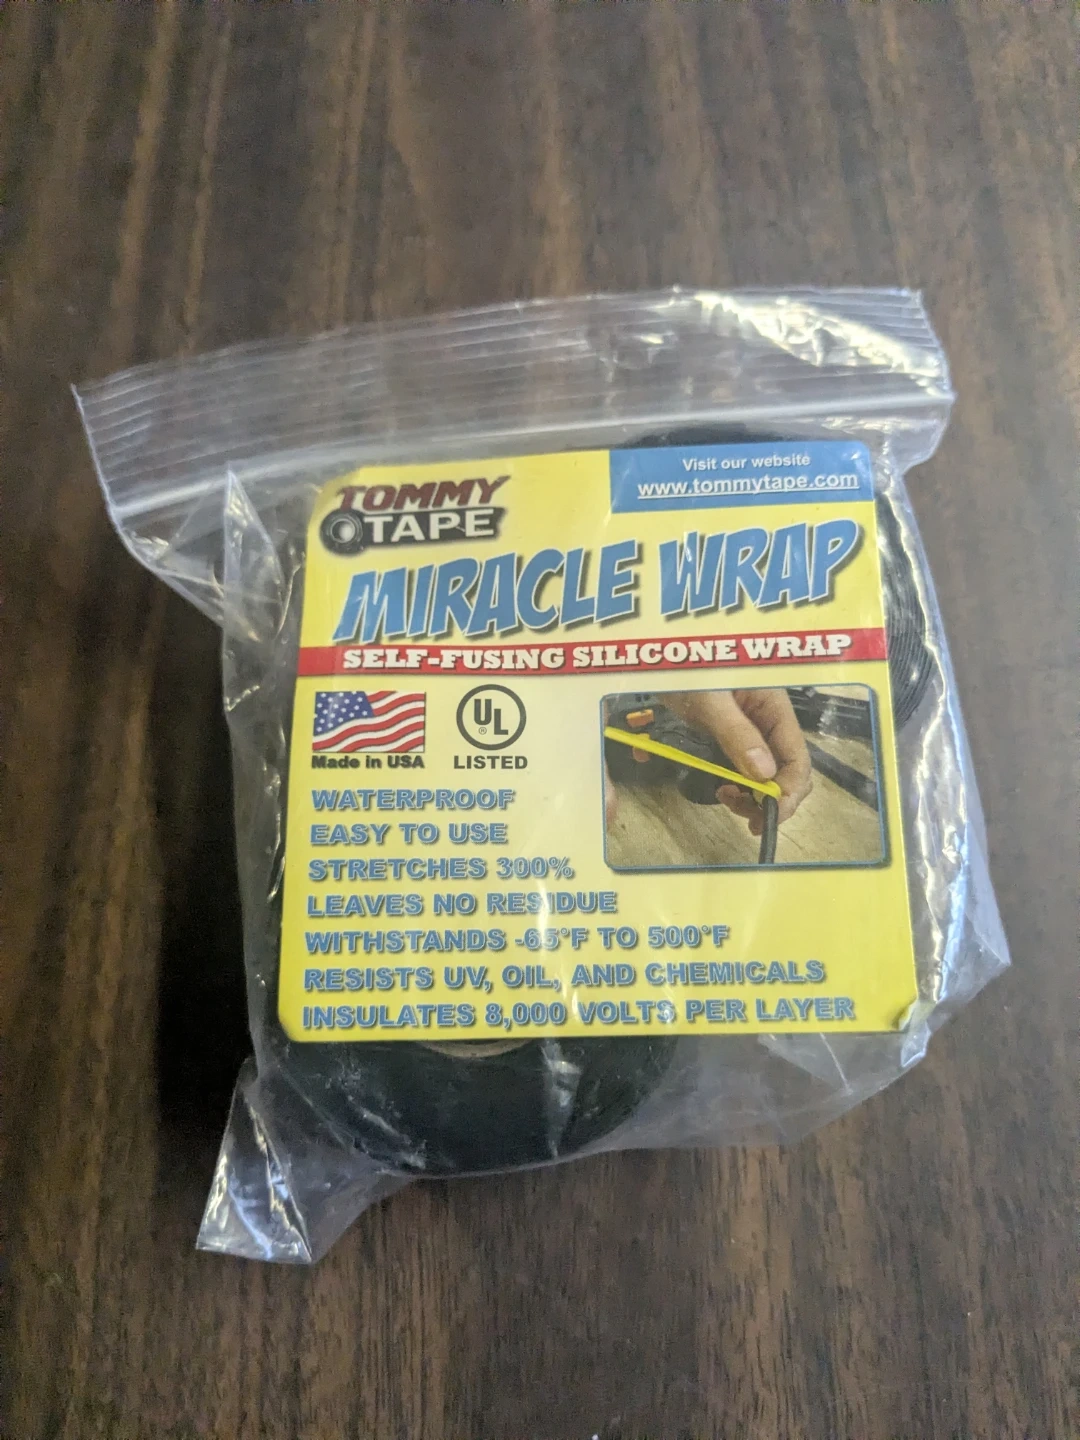 TOMMY
TAPE
Visit our website
www.tommytape.com
MIRACLE WRAP
SELF-FUSING SILICONE WRAP
Made in USA
UL
®
LISTED
WATERPROOF
EASY TO USE
STRETCHES 300%
LEAVES NO RESIDUE
WITHSTANDS -65°F TO 500°F
RESISTS UV, OIL, AND CHEMICALS
INSULATES 8,000 VOLTS PER LAYER